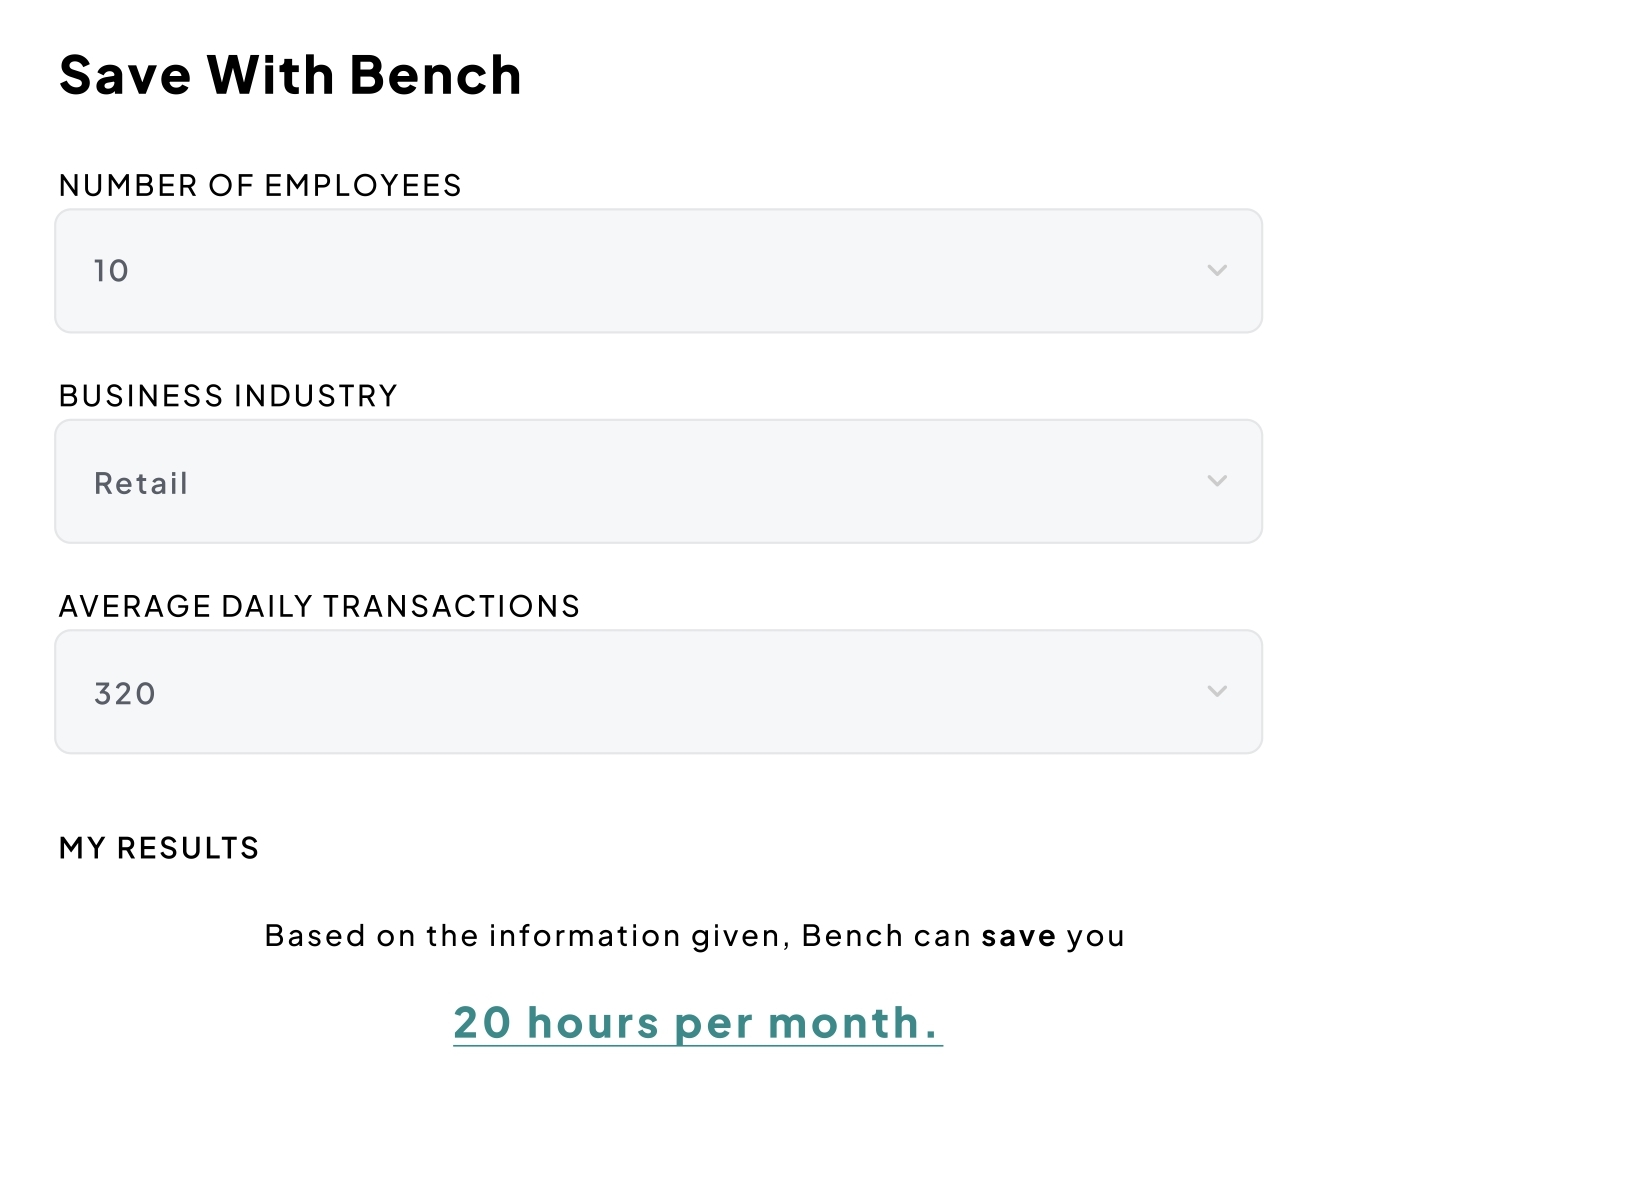 Save With Bench
NUMBER OF EMPLOYEES
10
BUSINESS INDUSTRY
Retail
AVERAGE DAILY TRANSACTIONS
320
MY RESULTS
Based on the information given, Bench can save you
20 hours per month.